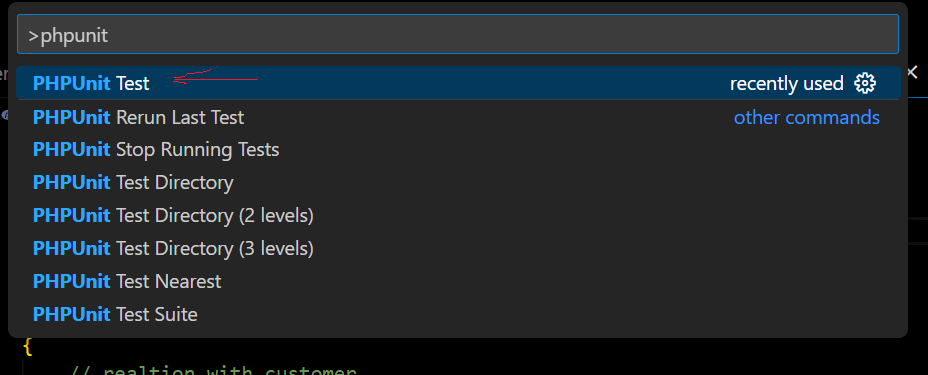 >phpunit
PHPUnit Test recently used
PHPUnit Rerun Last Test other commands
PHPUnit Stop Running Tests
PHPUnit Test Directory
PHPUnit Test Directory (2 levels)
PHPUnit Test Directory (3 levels)
PHPUnit Test Nearest
PHPUnit Test Suite
{
// realtion with customer